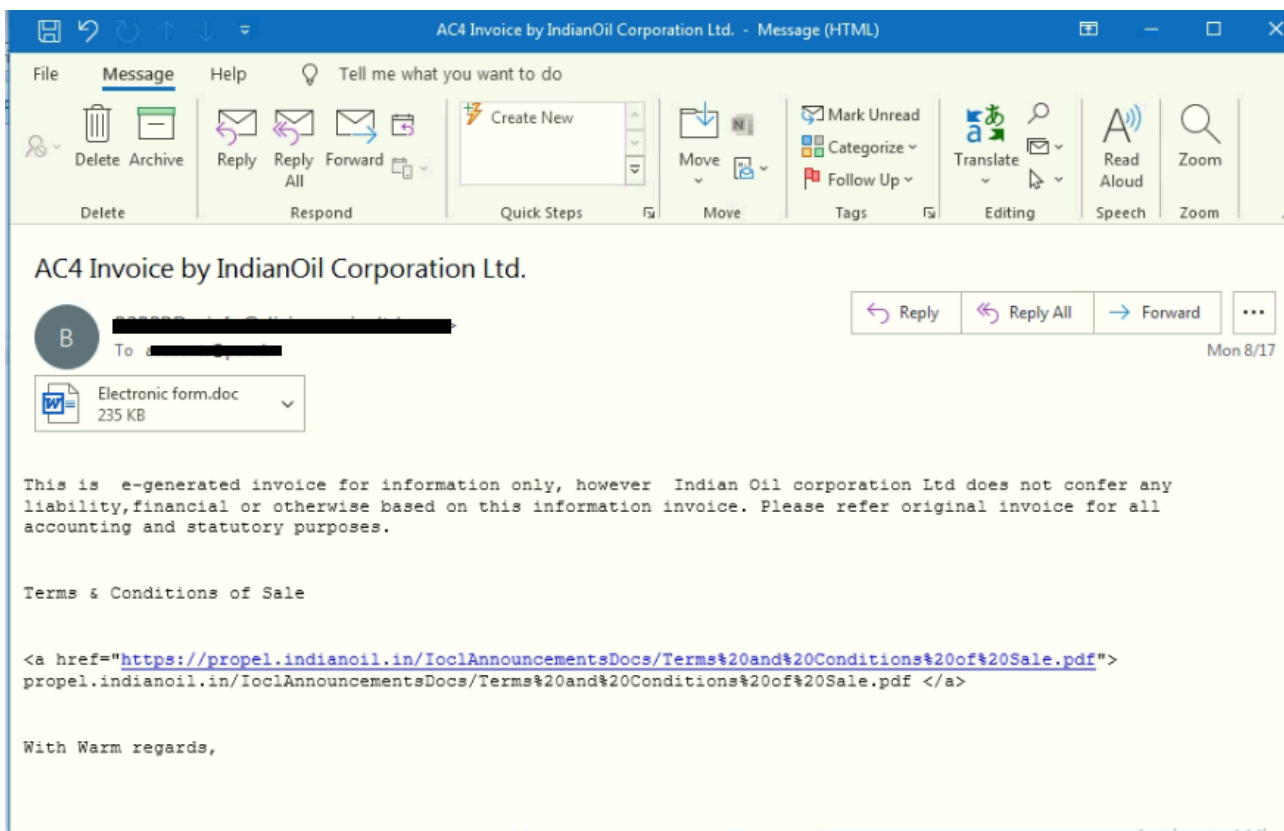 AC4 Invoice by IndianOil Corporation Ltd. - Message (HTML)
File Message Help Tell me what you want to do
Delete Archive Reply Reply All Forward Create New Move Mark Unread Categorize Follow Up Translate Read Aloud Zoom
Delete Respond Quick Steps Move Tags Editing Speech Zoom
AC4 Invoice by IndianOil Corporation Ltd.
B
Reply Reply All Forward ...
To
Mon 8/17
Electronic form.doc
235 KB
This is e-generated invoice for information only, however Indian Oil corporation Ltd does not confer any
liability,financial or otherwise based on this information invoice. Please refer original invoice for all
accounting and statutory purposes.
Terms & Conditions of Sale
<a href="https://propel.indianoil.in/IoclAnnouncementsDocs/Terms%20and%20Conditions%20of%20Sale.pdf">
propel.indianoil.in/IoclAnnouncementsDocs/Terms%20and%20Conditions%20of%20Sale.pdf </a>
With Warm regards,